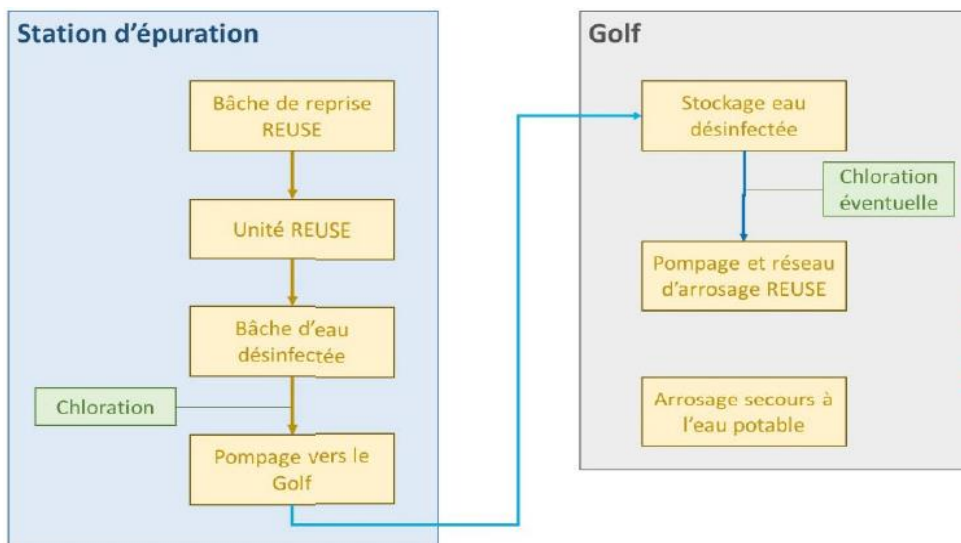 Station d'épuration
Bâche de reprise
REUSE
Unité REUSE
Bâche d'eau
désinfectée
Chloration
Pompage vers le
Golf
Golf
Stockage eau
désinfectée
Chloration
éventuelle
Pompage et réseau
d'arrosage REUSE
Arrosage secours à
l'eau potable